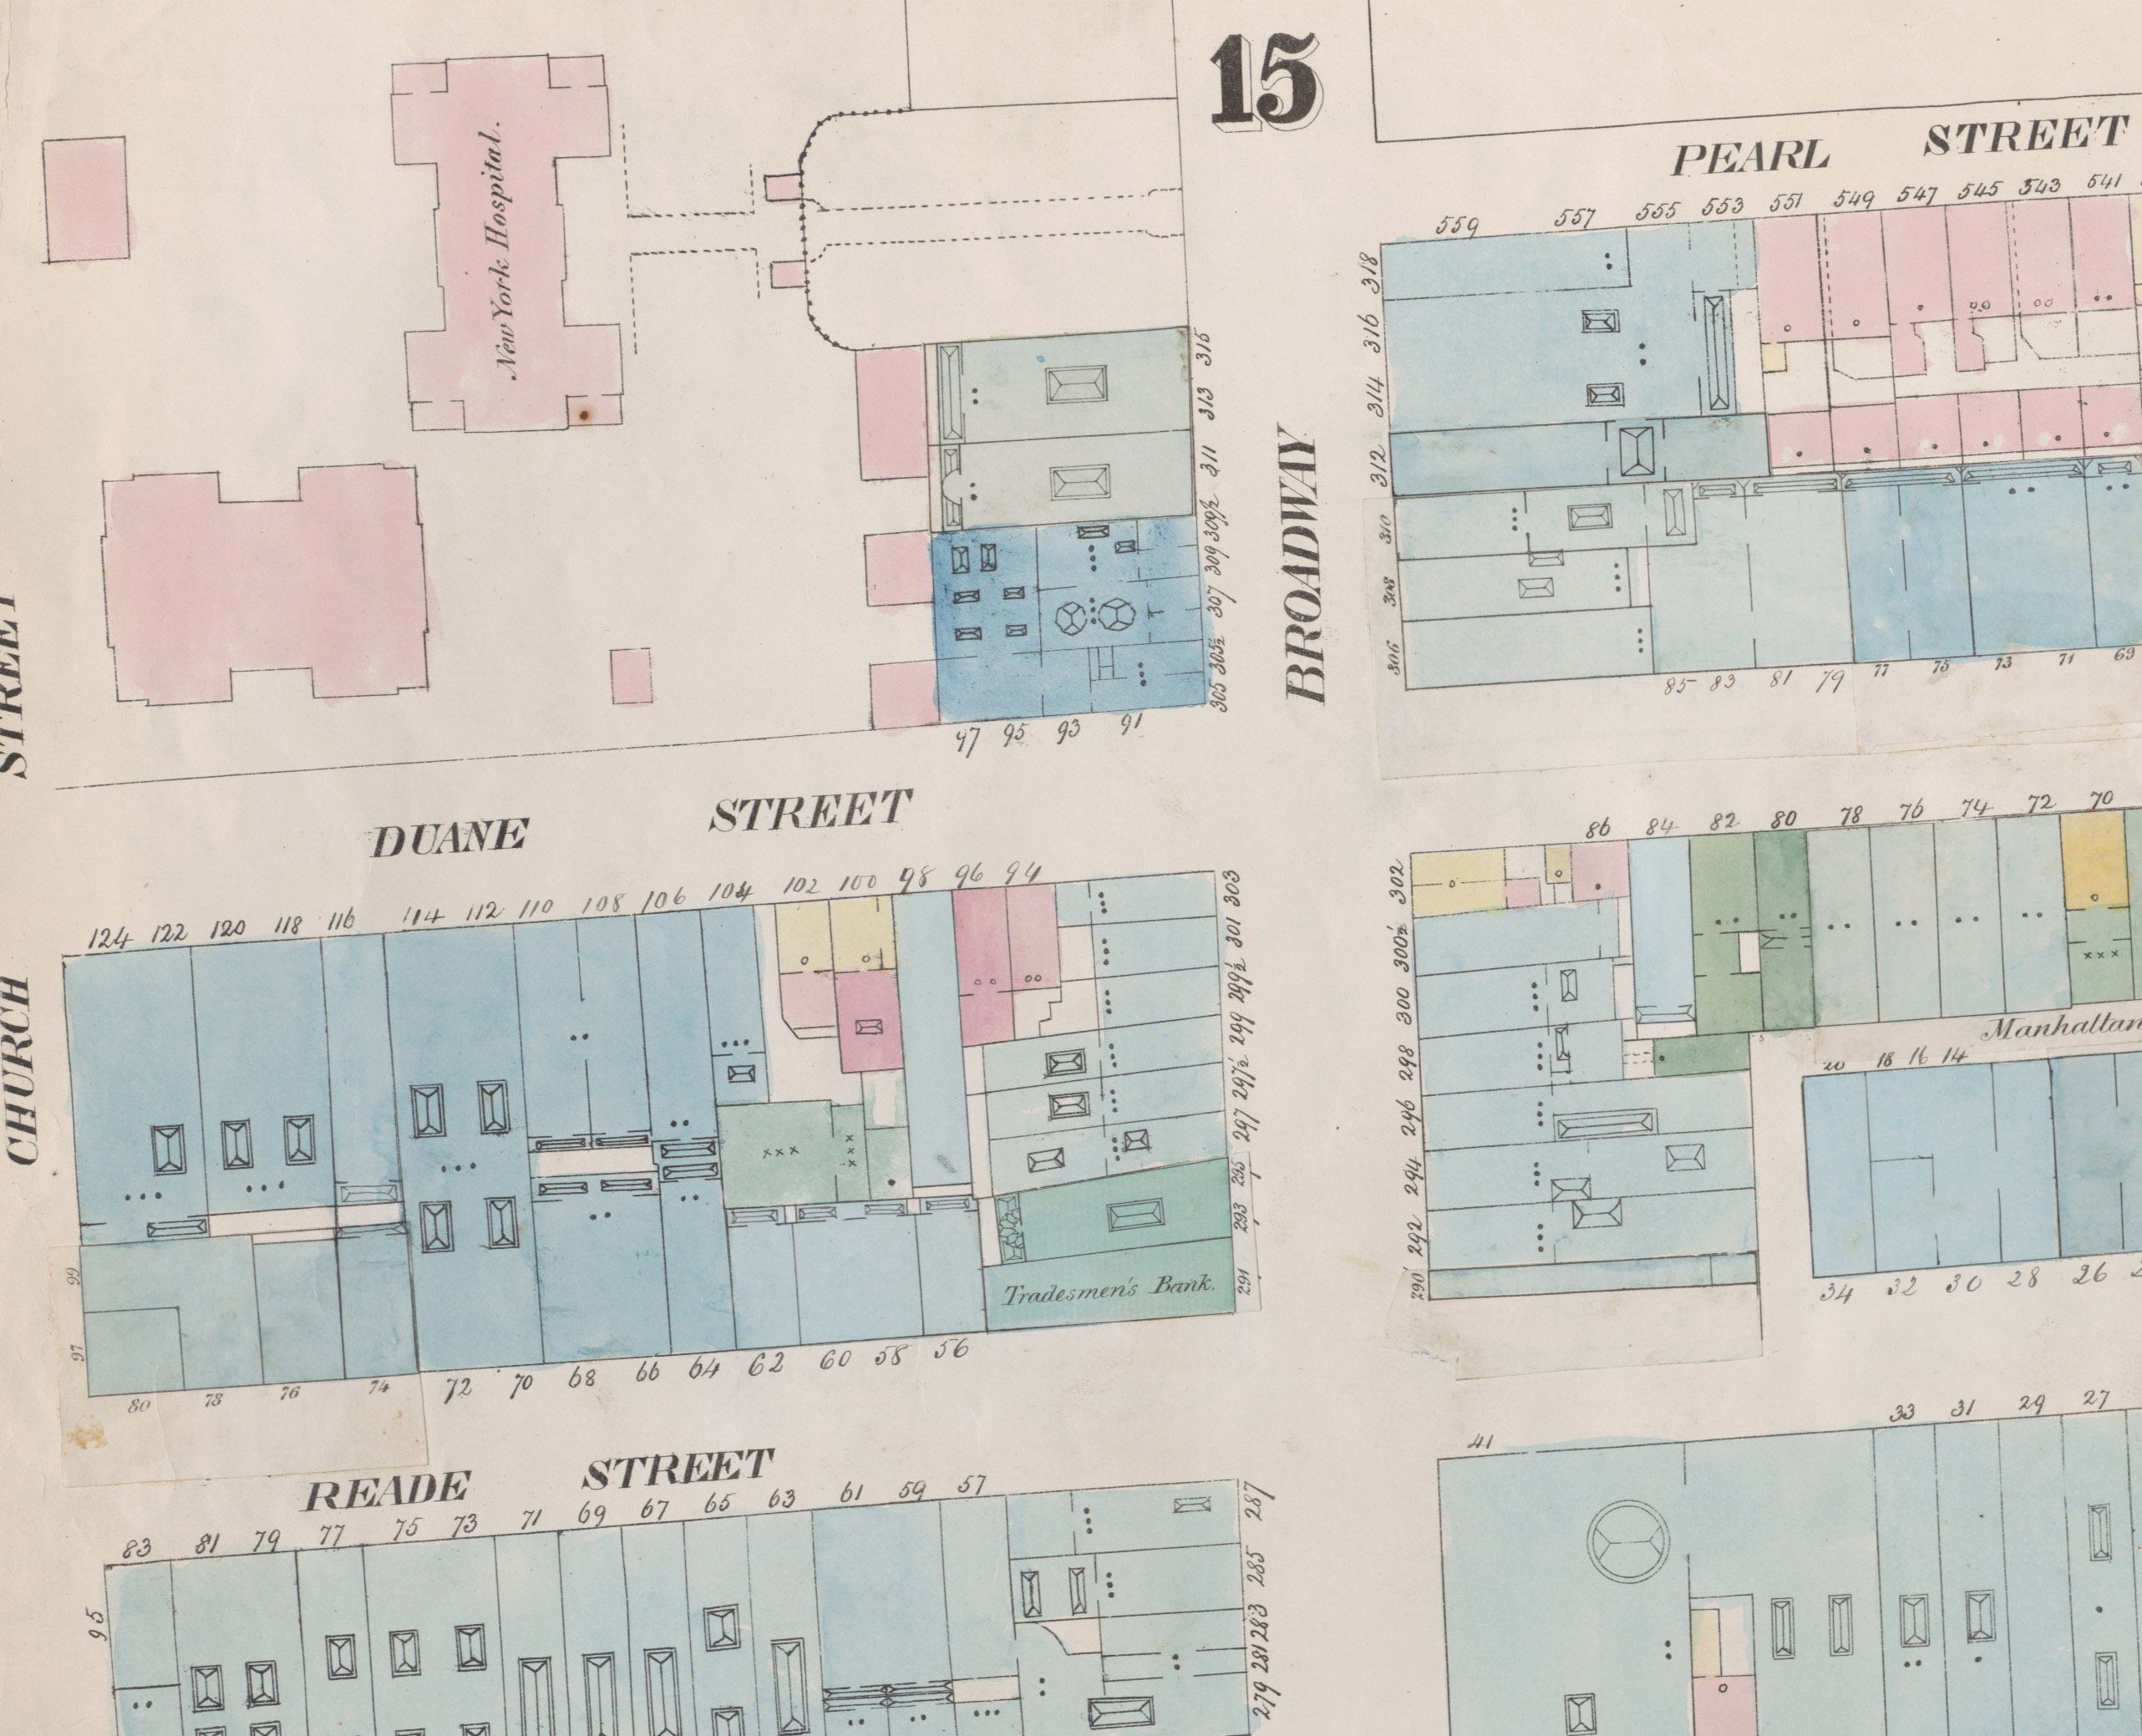 15
PEARL STREET
559 557 555 553 551 549 547 545 543 541
New York Hospital.
315
313
311
309½
309
307
305½
305
318
316
314
312
310
308
306
BROADWAY
STREET
97 95 93 91
85 83 81 79 77 75 73 71 69
DUANE STREET
86 84 82 80 78 76 74 72 70
124 122 120 118 116 114 112 110 108 106 104 102 100 98 96 94
303
301
299½
299
297½
297
295
293
291
302
300½
300
298
296
294
292
290
CHURCH
Manhattan
20 18 16 14
34 32 30 28 26
99
97
Tradesmen's Bank.
80 78 76 74 72 70 68 66 64 62 60 58 56
READE STREET
83 81 79 77 75 73 71 69 67 65 63 61 59 57
41 33 31 29 27
95
287
285
283
281
279